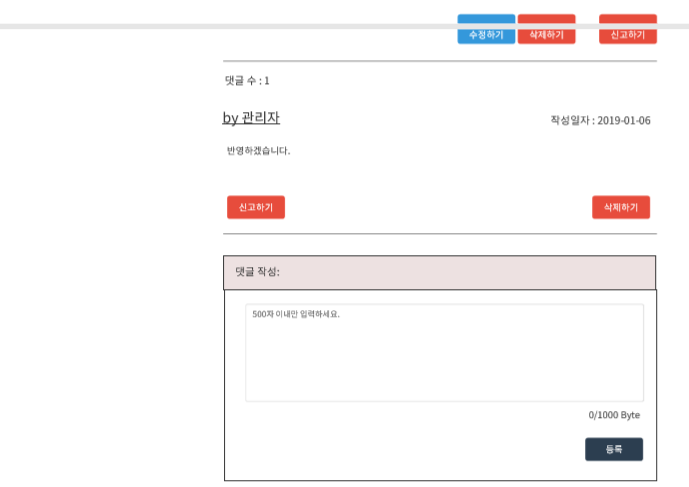 수정하기 삭제하기 신고하기
댓글 수 : 1
by 관리자 작성일자 : 2019-01-06
반영하겠습니다.
신고하기 삭제하기
댓글 작성:
500자 이내만 입력하세요.
0/1000 Byte
등록